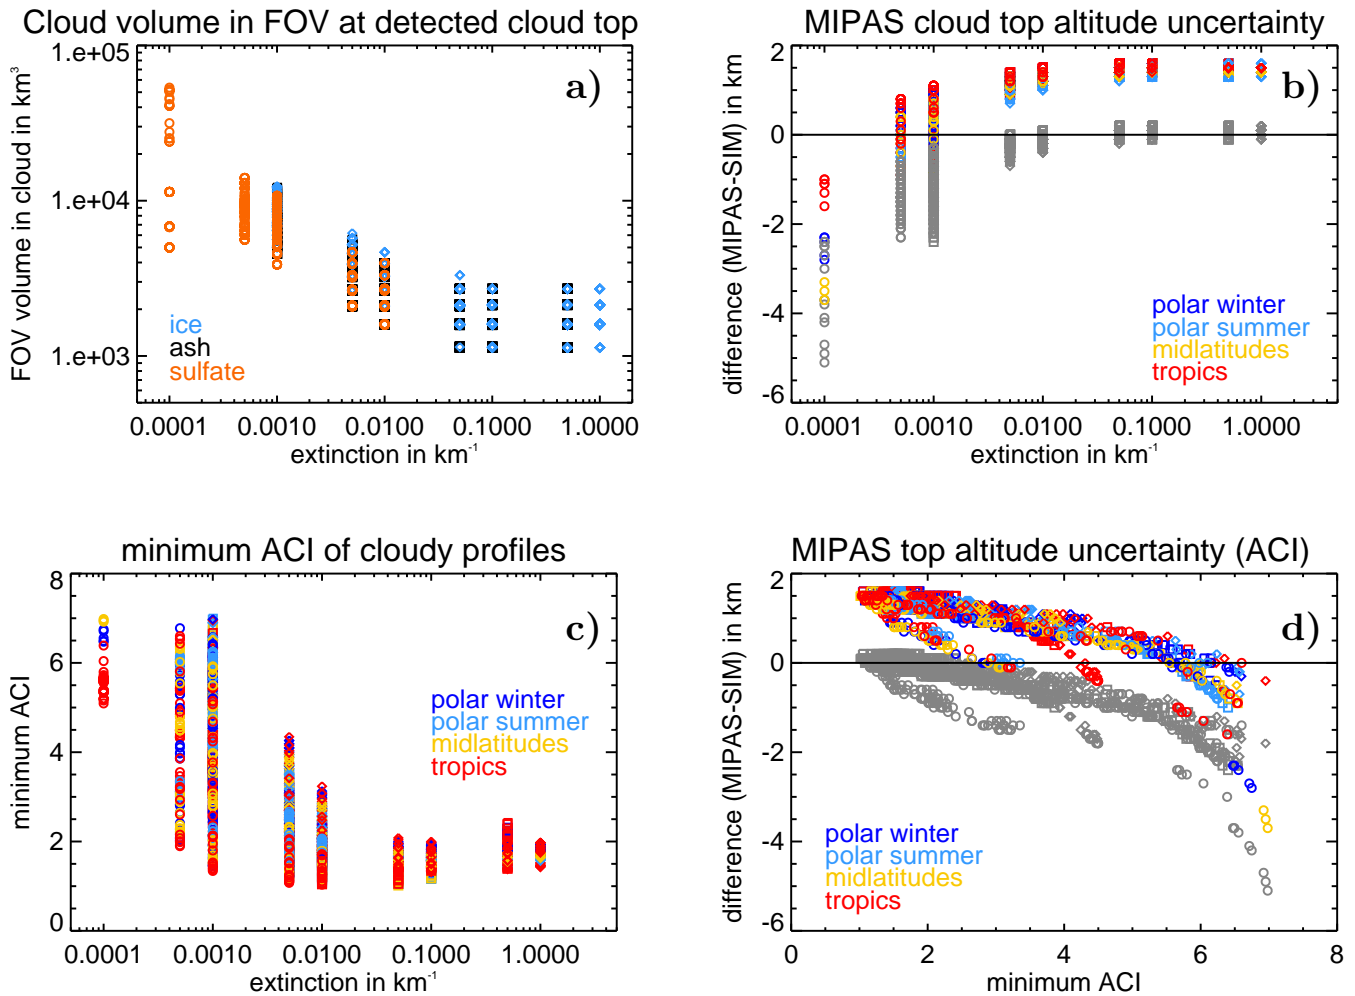 Cloud volume in FOV at detected cloud top
a)
FOV volume in cloud in km³
1.e+05
1.e+04
1.e+03
ice
ash
sulfate
0.0001 0.0010 0.0100 0.1000 1.0000
extinction in km⁻¹
MIPAS cloud top altitude uncertainty
b)
difference (MIPAS-SIM) in km
2
0
-2
-4
-6
polar winter
polar summer
midlatitudes
tropics
0.0001 0.0010 0.0100 0.1000 1.0000
extinction in km⁻¹
minimum ACI of cloudy profiles
c)
minimum ACI
8
6
4
2
0
polar winter
polar summer
midlatitudes
tropics
0.0001 0.0010 0.0100 0.1000 1.0000
extinction in km⁻¹
MIPAS top altitude uncertainty (ACI)
d)
difference (MIPAS-SIM) in km
2
0
-2
-4
-6
polar winter
polar summer
midlatitudes
tropics
0 2 4 6 8
minimum ACI